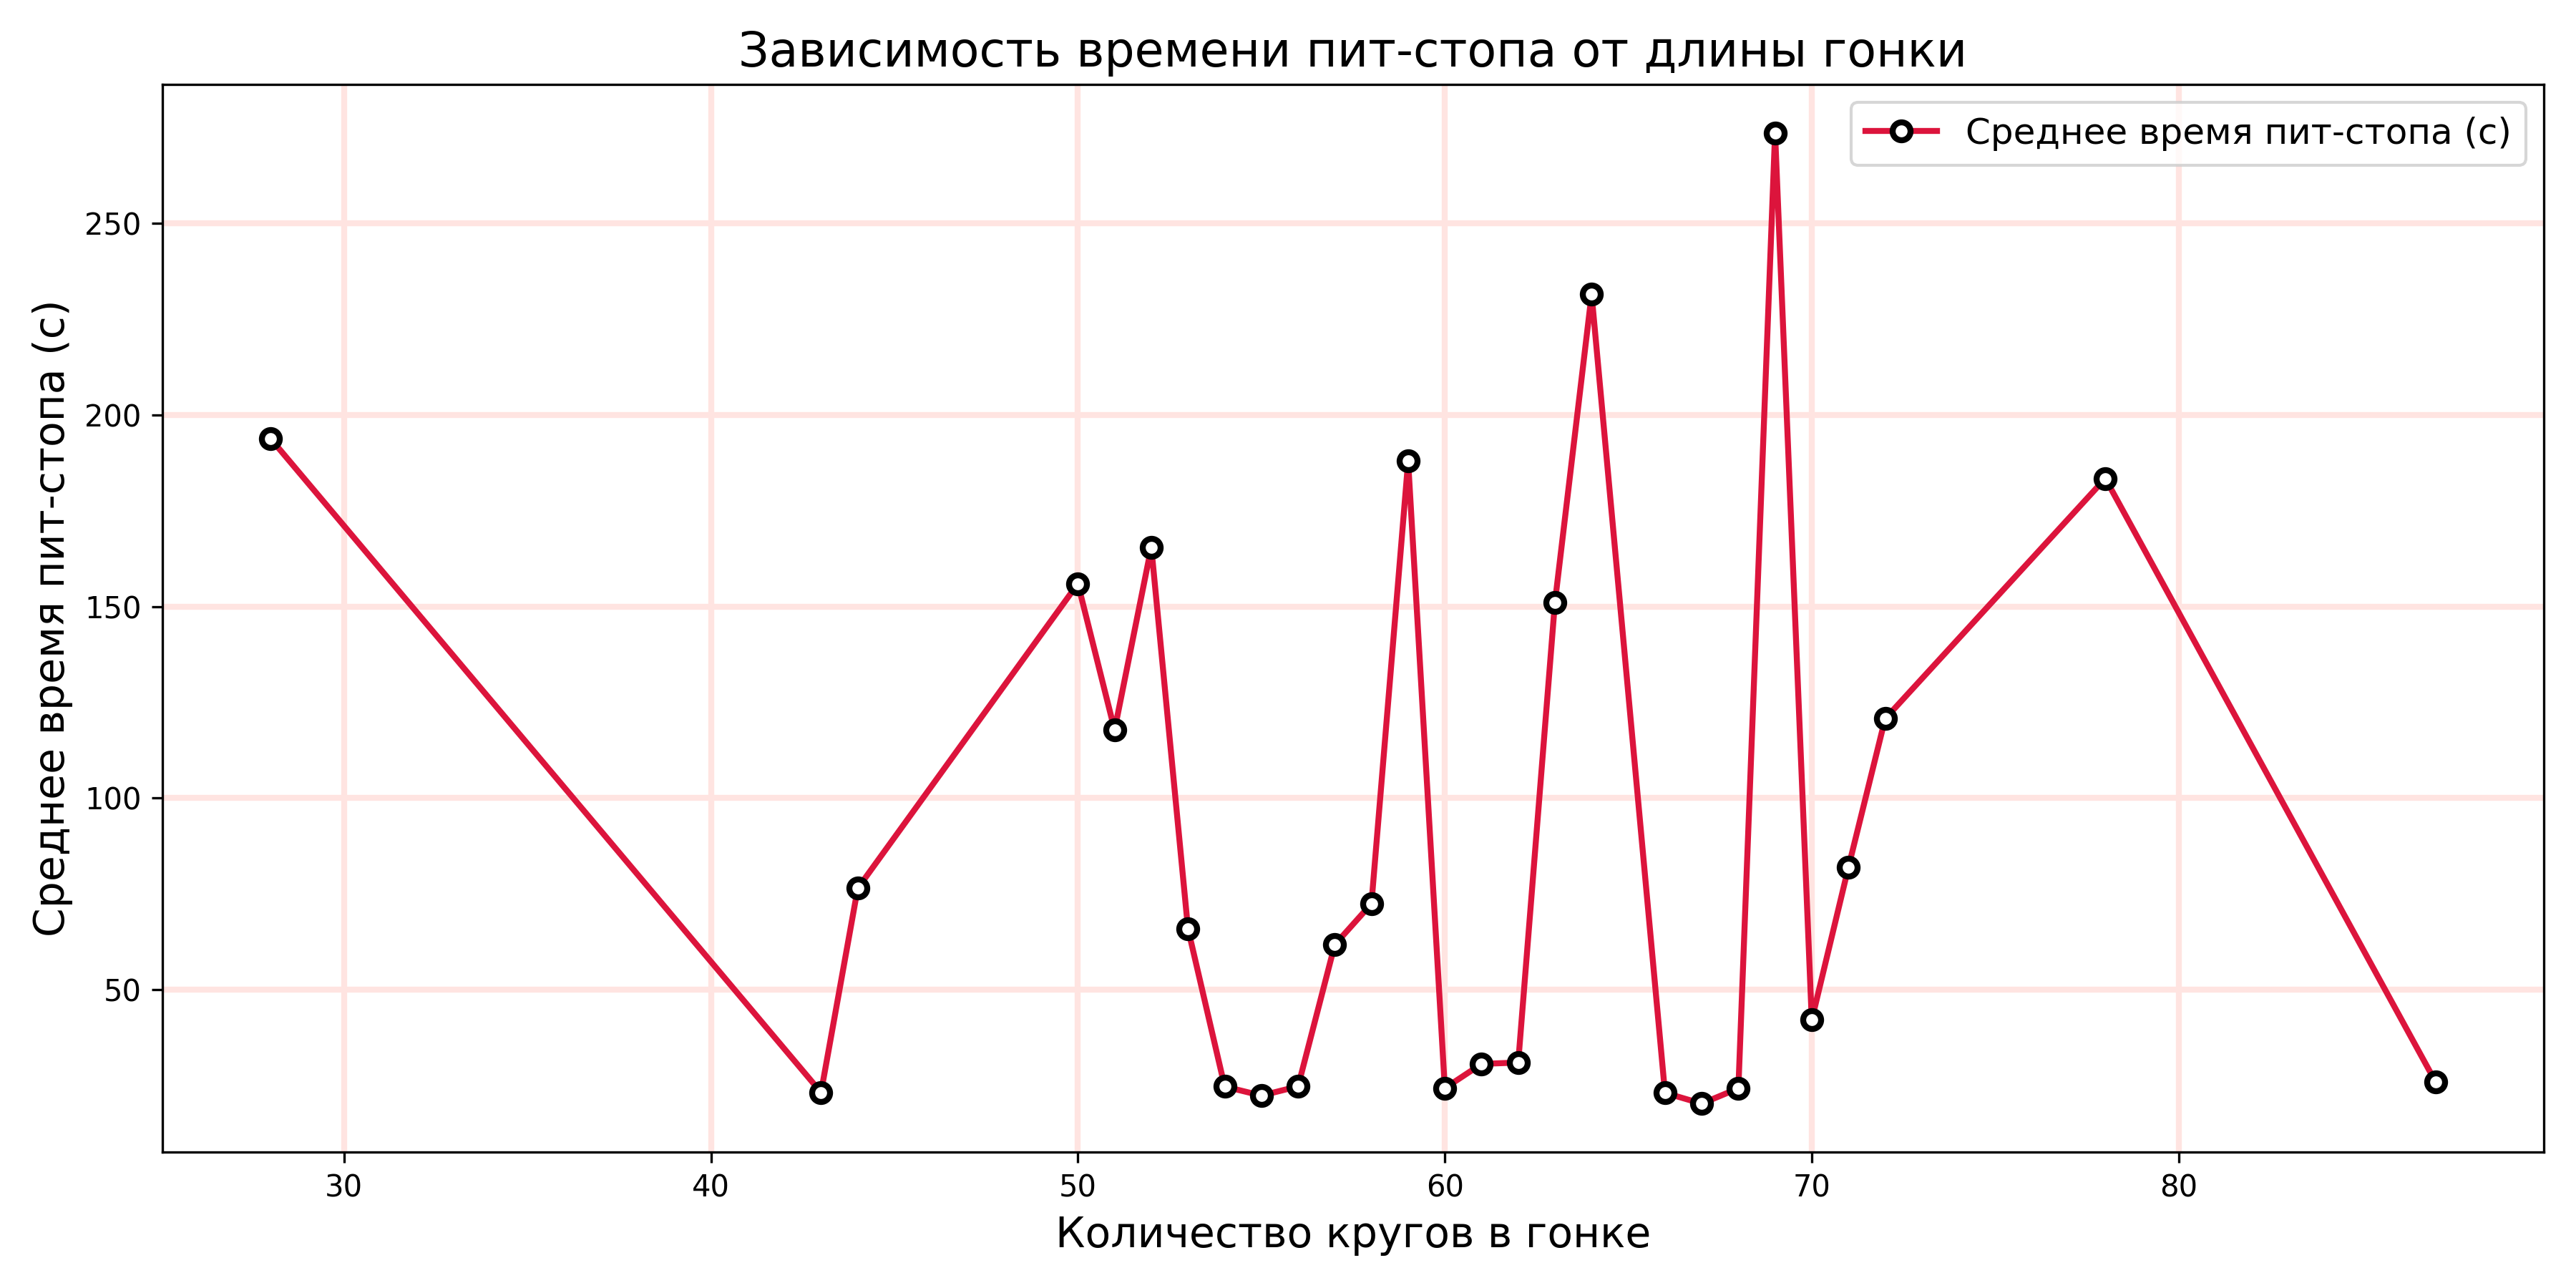 Зависимость времени пит-стопа от длины гонки
Среднее время пит-стопа (с)
Среднее время пит-стопа (с)
250
200
150
100
50
30
40
50
60
70
80
Количество кругов в гонке